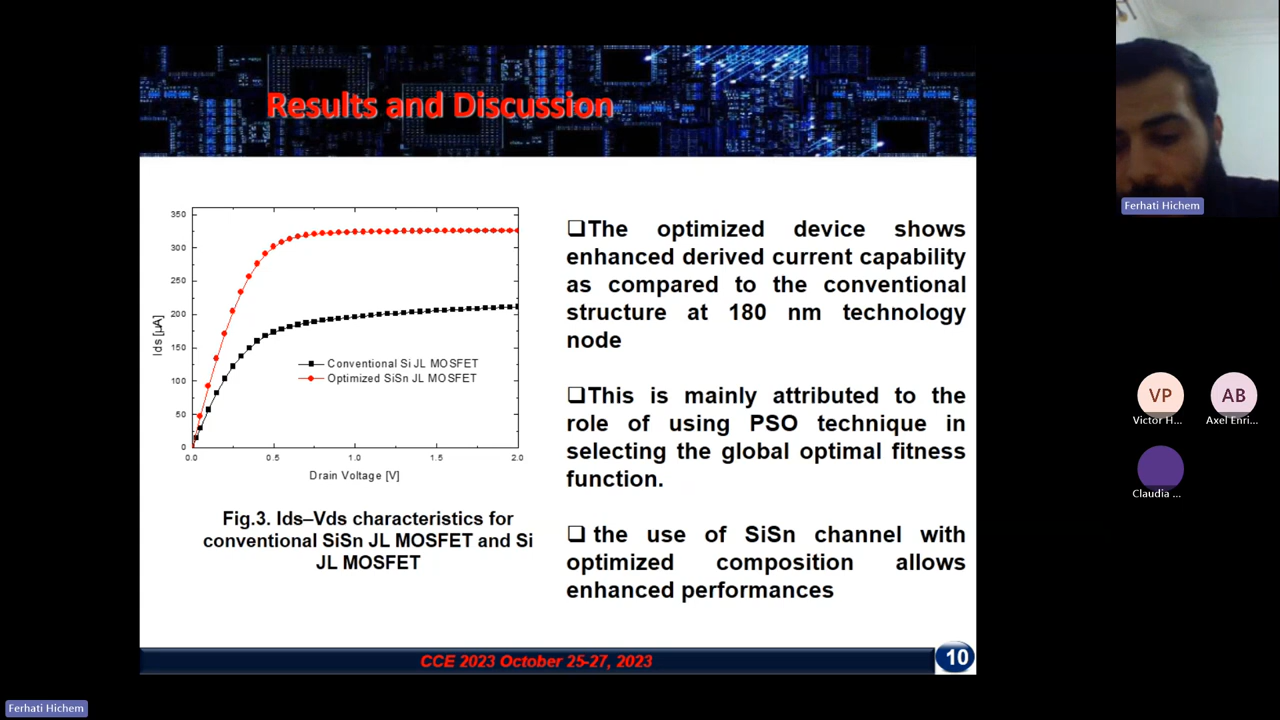 Results and Discussion
350
300
250
200
150
100
50
0
Ids [µA]
0.0
0.5
1.0
1.5
2.0
Drain Voltage [V]
Conventional Si JL MOSFET
Optimized SiSn JL MOSFET
Fig.3. Ids–Vds characteristics for
conventional SiSn JL MOSFET and Si
JL MOSFET
❑The optimized device shows
enhanced derived current capability
as compared to the conventional
structure at 180 nm technology
node
❑This is mainly attributed to the
role of using PSO technique in
selecting the global optimal fitness
function.
❑ the use of SiSn channel with
optimized composition allows
enhanced performances
CCE 2023 October 25-27, 2023
10
Ferhati Hichem
VP
Victor H...
AB
Axel Enri...
Claudia ...
Ferhati Hichem